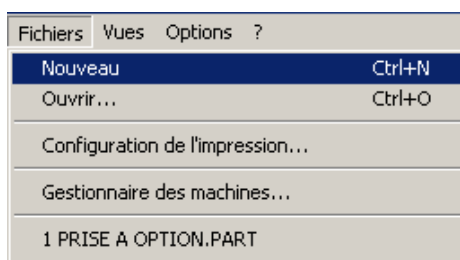 Fichiers Vues Options ?
Nouveau Ctrl+N
Ouvrir... Ctrl+O
Configuration de l'impression...
Gestionnaire des machines...
1 PRISE A OPTION.PART